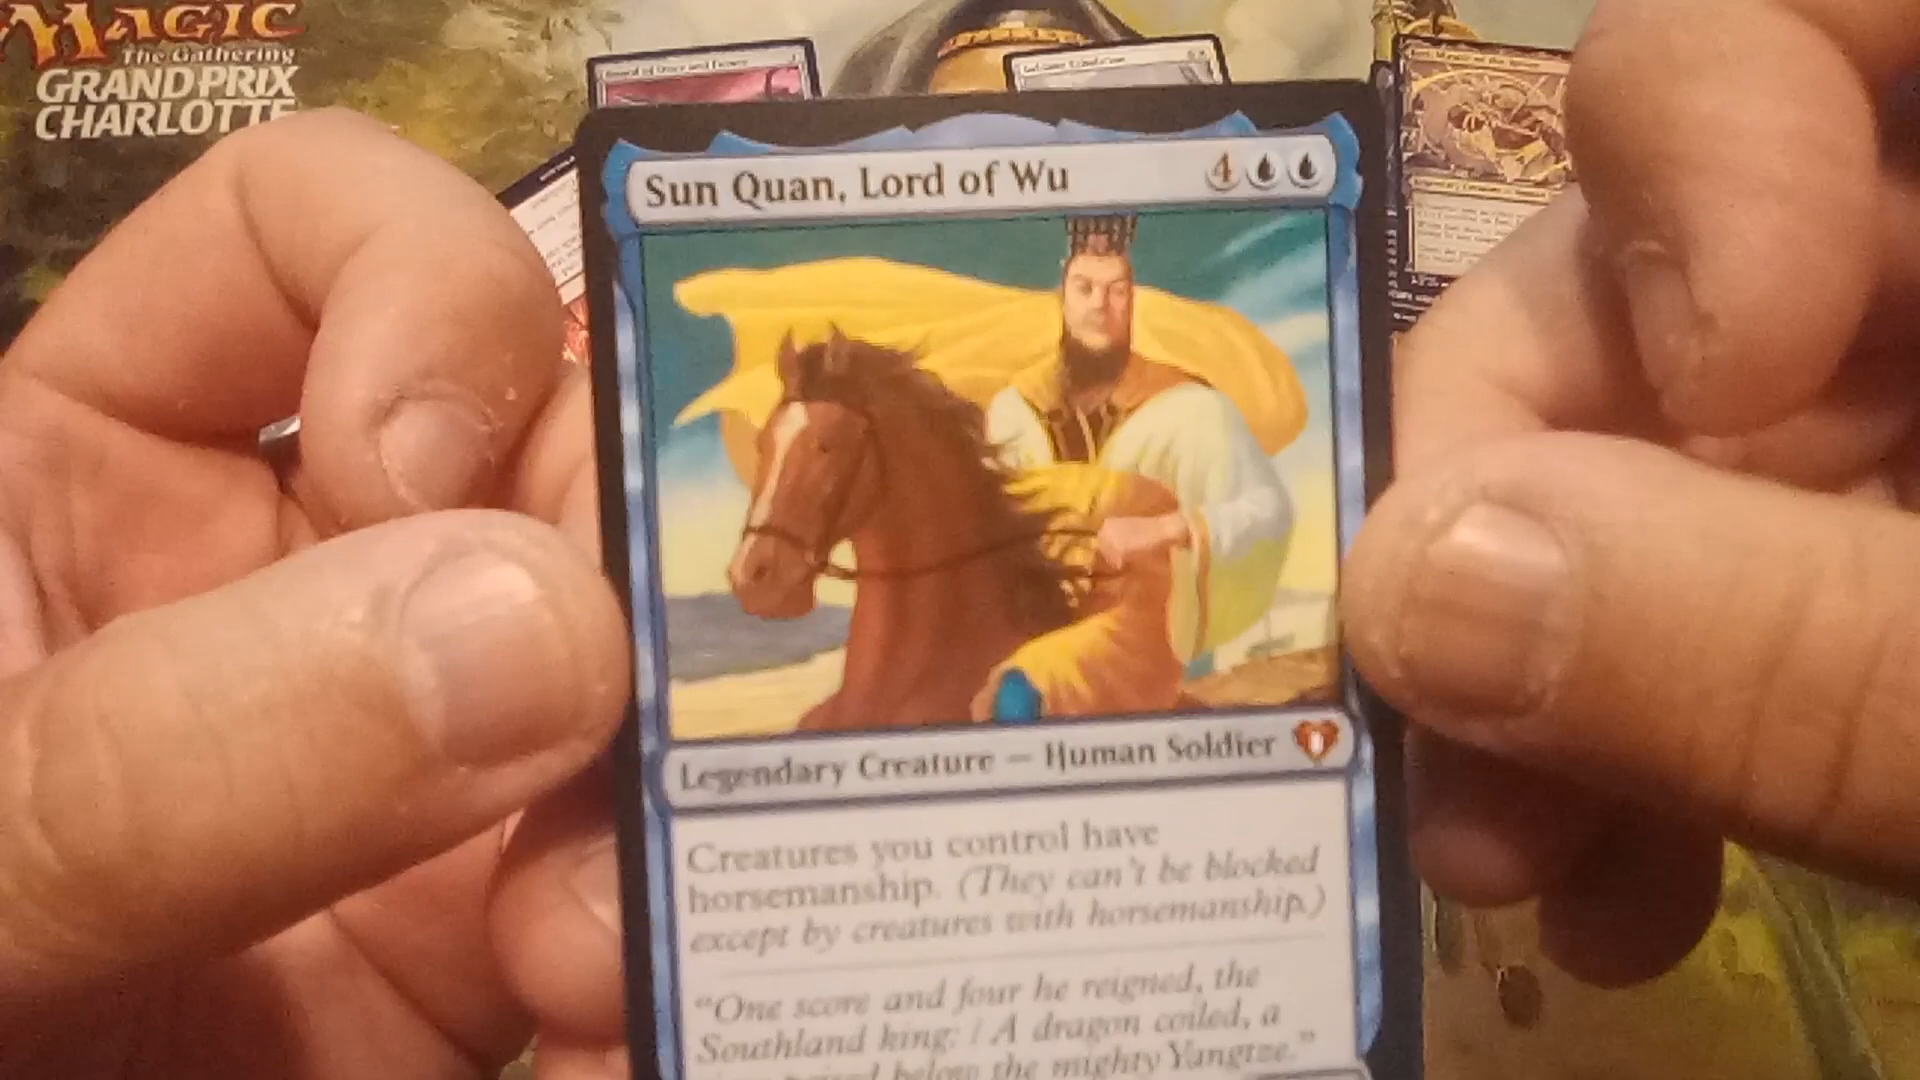 MAGIC
The Gathering
GRAND PRIX
CHARLOTTE
Sun Quan, Lord of Wu
4
Legendary Creature — Human Soldier
Creatures you control have
horsemanship. (They can't be blocked
except by creatures with horsemanship.)
"One score and four he reigned, the
Southland king: / A dragon coiled, a
below the mighty Yangtze."